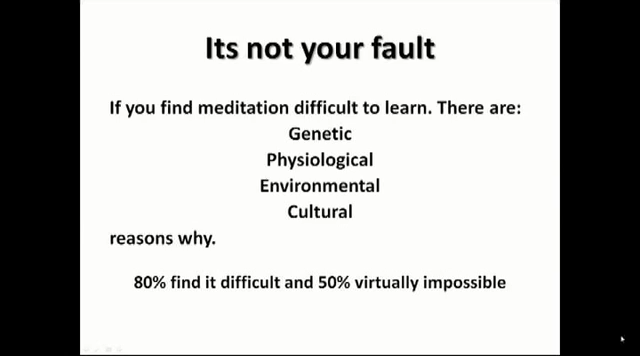 Its not your fault
If you find meditation difficult to learn. There are:
Genetic
Physiological
Environmental
Cultural
reasons why.
80% find it difficult and 50% virtually impossible